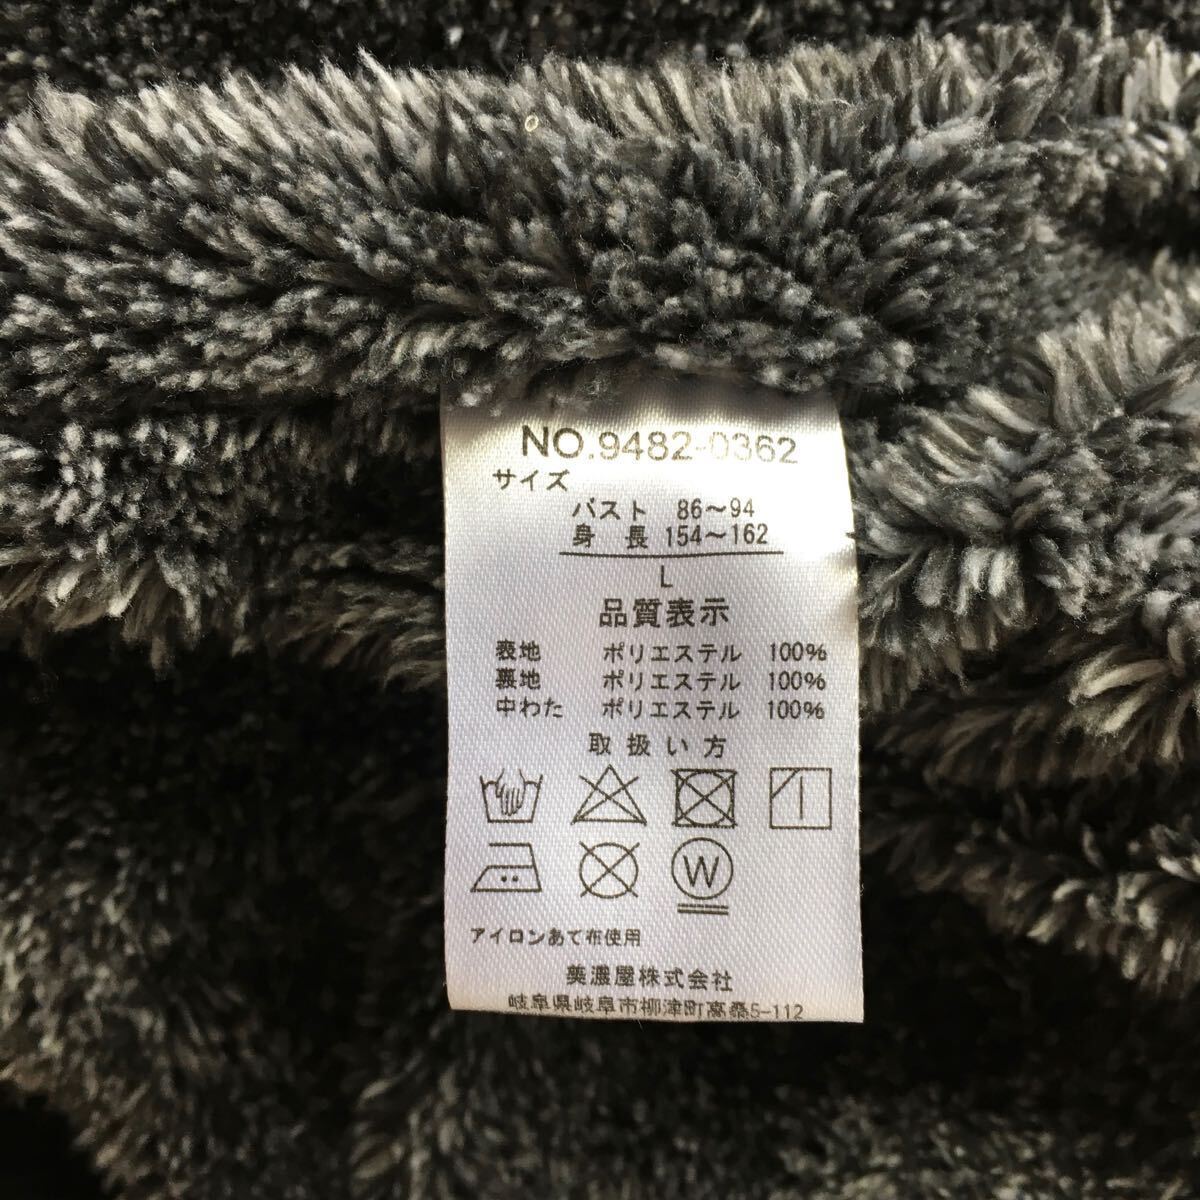 NO.9482-0362
サイズ
バスト 86〜94
身長 154〜162
L
品質表示
表地 ポリエステル 100%
裏地 ポリエステル 100%
中わた ポリエステル 100%
取扱い方
W
アイロンあて布使用
美濃屋株式会社
岐阜県岐阜市柳津町高桑5-112